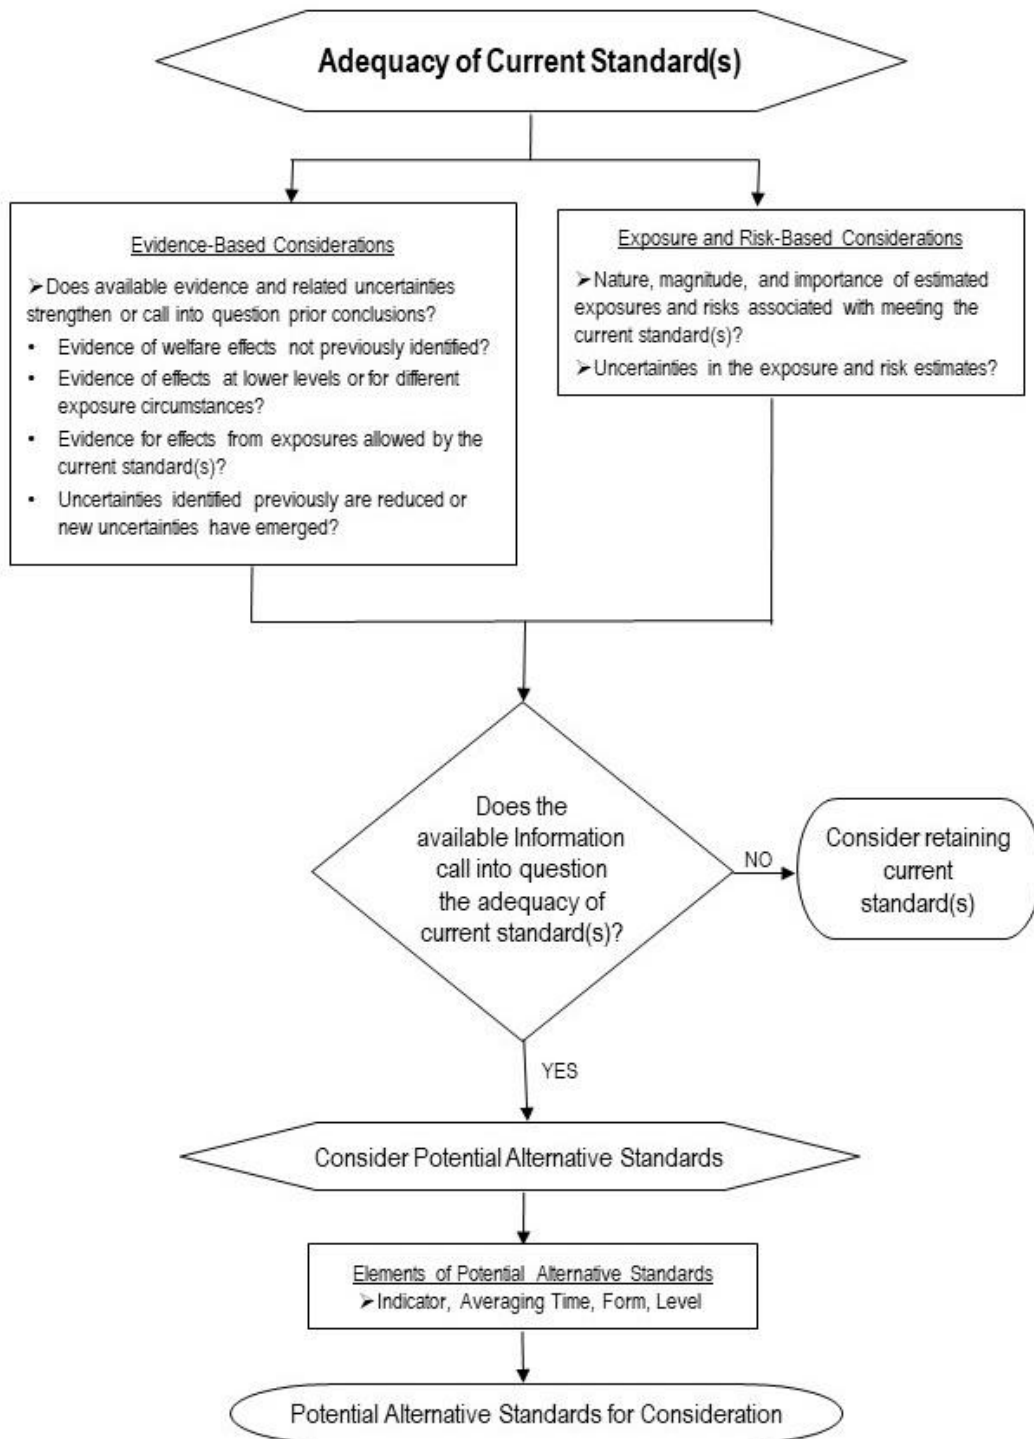 Adequacy of Current Standard(s)
Evidence-Based Considerations
➤Does available evidence and related uncertainties
strengthen or call into question prior conclusions?
• Evidence of welfare effects not previously identified?
• Evidence of effects at lower levels or for different
exposure circumstances?
• Evidence for effects from exposures allowed by the
current standard(s)?
• Uncertainties identified previously are reduced or
new uncertainties have emerged?
Exposure and Risk-Based Considerations
➤Nature, magnitude, and importance of estimated
exposures and risks associated with meeting the
current standard(s)?
➤Uncertainties in the exposure and risk estimates?
Does the
available Information
call into question
the adequacy of
current standard(s)?
NO
Consider retaining
current
standard(s)
YES
Consider Potential Alternative Standards
Elements of Potential Alternative Standards
➤Indicator, Averaging Time, Form, Level
Potential Alternative Standards for Consideration